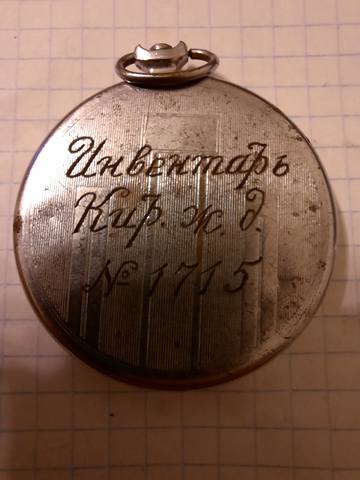 Инвентарь
Кир. ж. д.
№ 1715